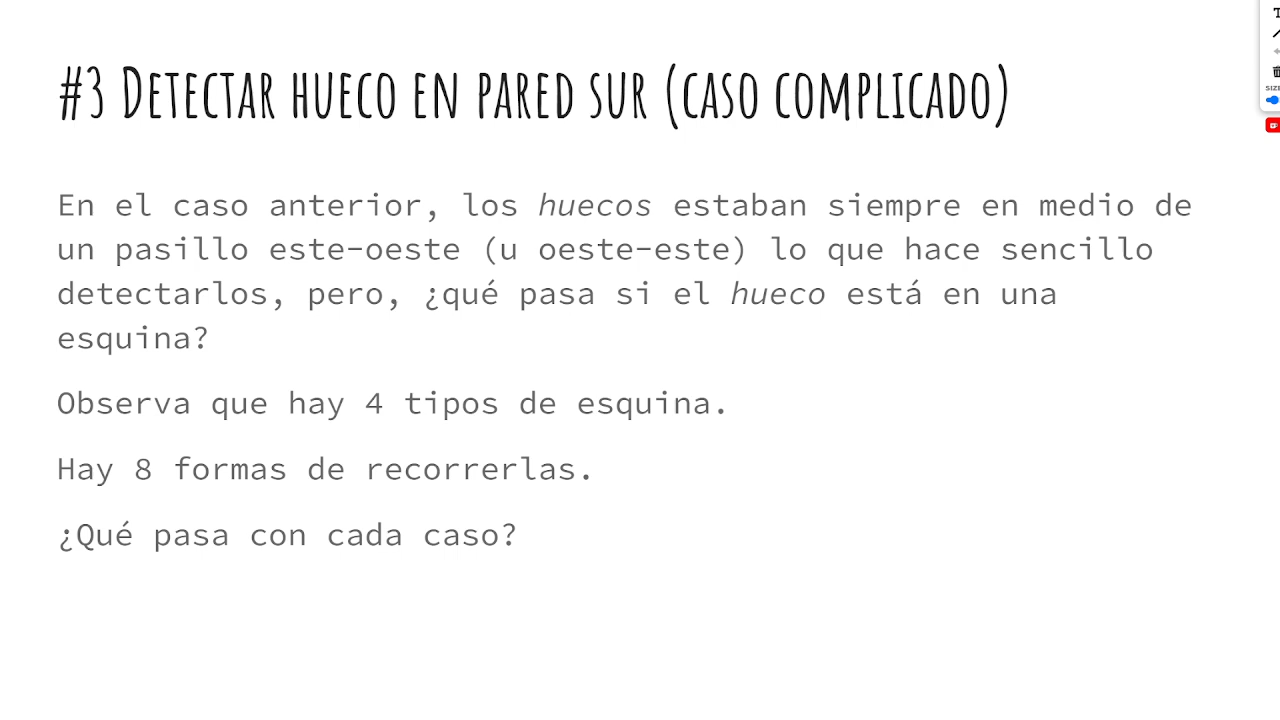 #3 Detectar hueco en pared sur (caso complicado)
En el caso anterior, los huecos estaban siempre en medio de
un pasillo este-oeste (u oeste-este) lo que hace sencillo
detectarlos, pero, ¿qué pasa si el hueco está en una
esquina?
Observa que hay 4 tipos de esquina.
Hay 8 formas de recorrerlas.
¿Qué pasa con cada caso?